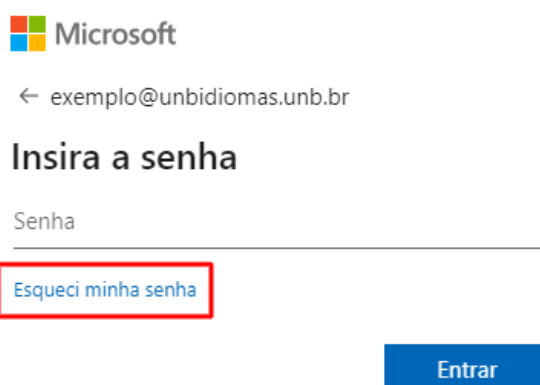 Microsoft
← exemplo@unbidiomas.unb.br
Insira a senha
Senha
Esqueci minha senha
Entrar